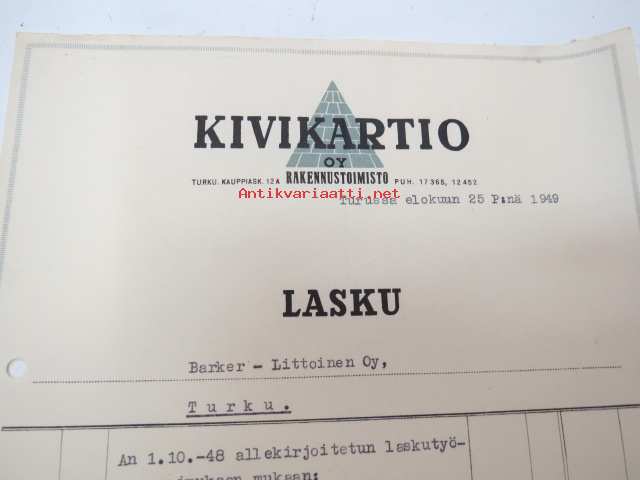 KIVIKARTIO
OY
TURKU. KAUPPIASK. 12 A RAKENNUSTOIMISTO PUH. 17 365, 12 452
Antikvariaatti.net
Turussa elokuun 25 P:nä 1949
LASKU
Barker - Littoinen Oy,
Turku.
An 1.10.-48 allekirjoitetun laskutyö-
mukaan: